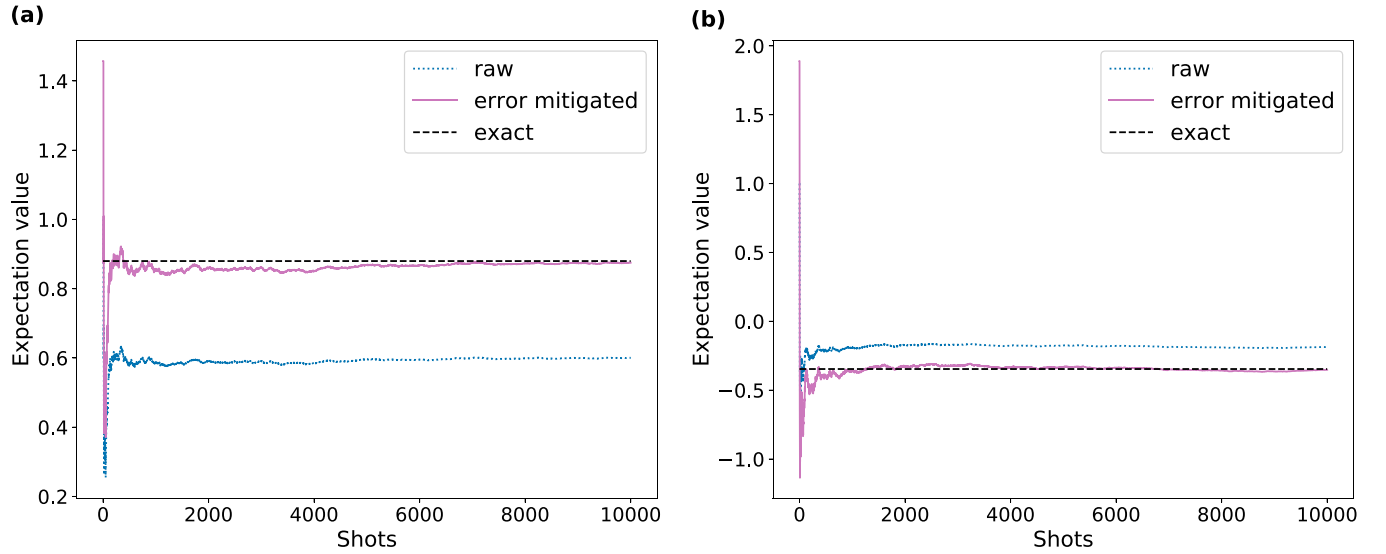 (a)
Expectation value
1.4
1.2
1.0
0.8
0.6
0.4
0.2
0
2000
4000
6000
8000
10000
Shots
raw
error mitigated
exact
(b)
Expectation value
2.0
1.5
1.0
0.5
0.0
−0.5
−1.0
0
2000
4000
6000
8000
10000
Shots
raw
error mitigated
exact